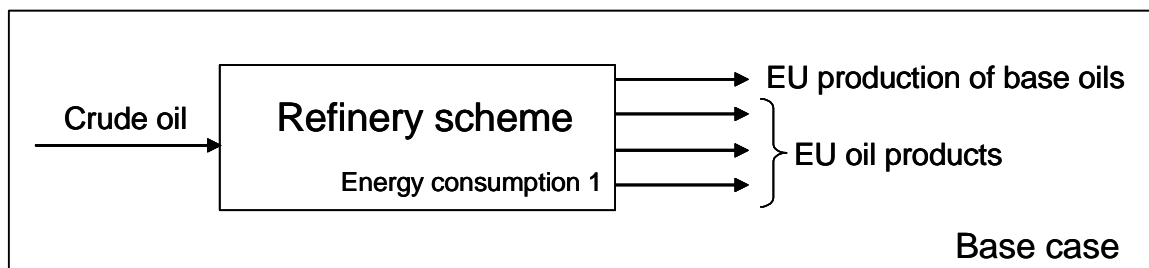 EU production of base oils
Crude oil
Refinery scheme
EU oil products
Energy consumption 1
Base case